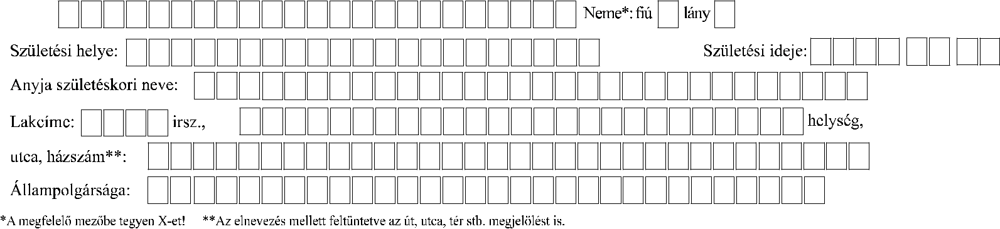 Neme*: fiú lány
Születési helye: Születési ideje:
Anyja születéskori neve:
Lakcíme: irsz., helység,
utca, házszám**:
Állampolgársága:
*A megfelelő mezőbe tegyen X-et! **Az elnevezés mellett feltüntetve az út, utca, tér stb. megjelölést is.